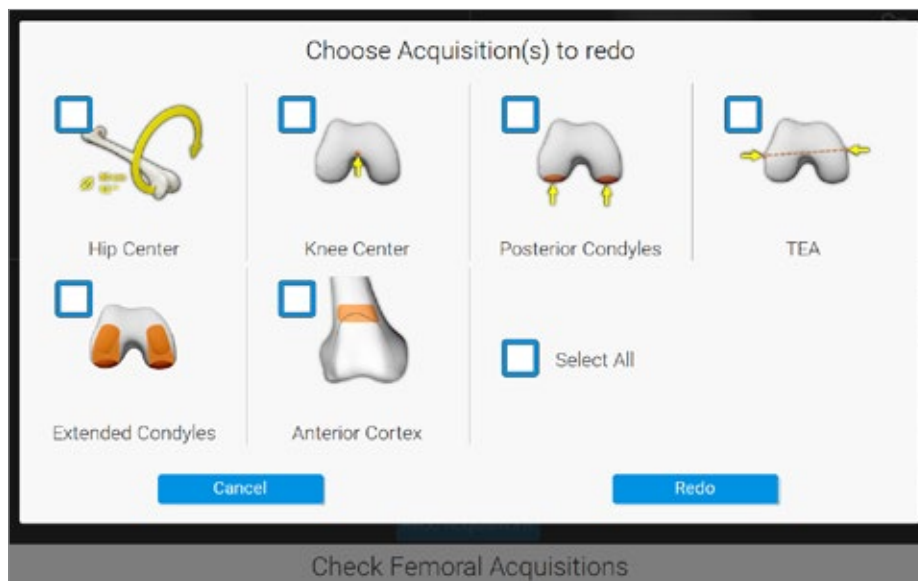 Choose Acquisition(s) to redo
Hip Center
Knee Center
Posterior Condyles
TEA
Extended Condyles
Anterior Cortex
Select All
Cancel
Redo
Check Femoral Acquisitions